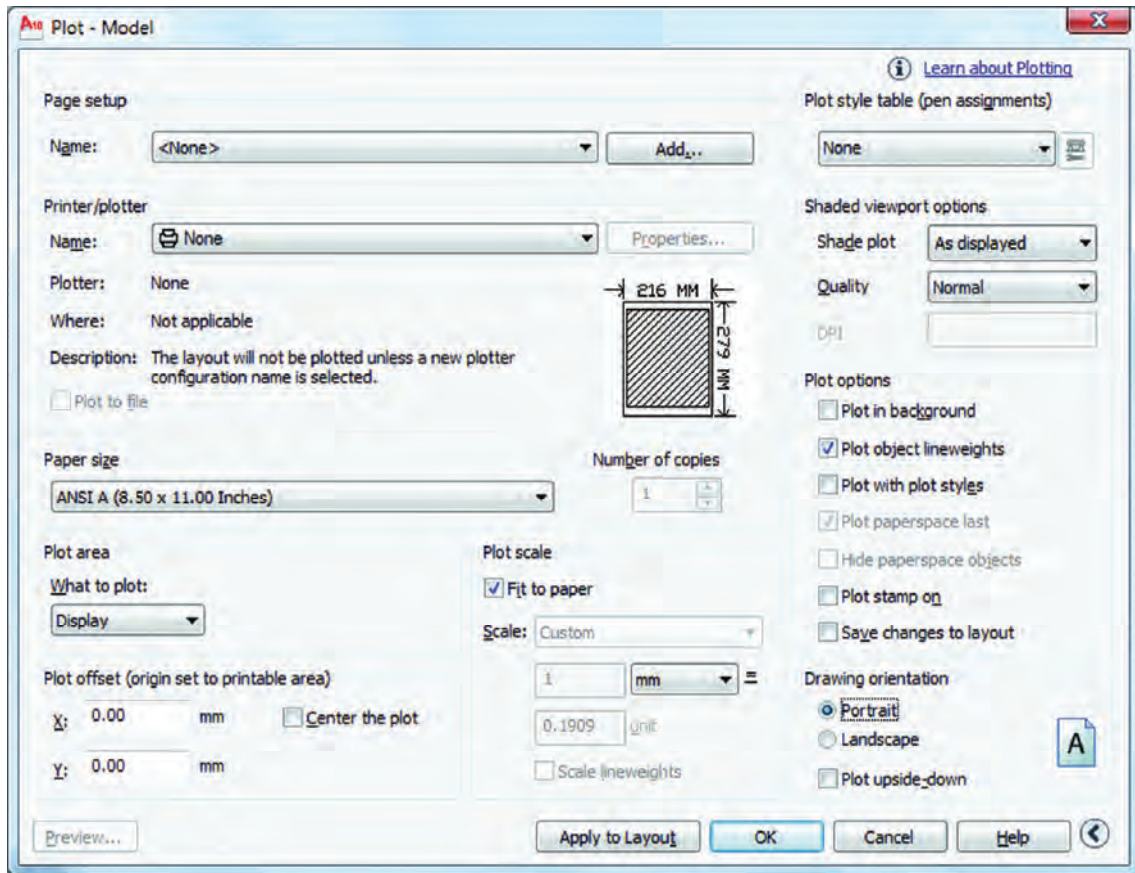 A10 Plot - Model
Learn about Plotting
Page setup
Name:
<None>
Add...
Plot style table (pen assignments)
None
Printer/plotter
Name:
None
Properties...
Plotter:
None
Where:
Not applicable
Description:
The layout will not be plotted unless a new plotter
configuration name is selected.
Plot to file
216 MM
279 MM
Shaded viewport options
Shade plot
As displayed
Quality
Normal
DPI
Paper size
ANSI A (8.50 x 11.00 Inches)
Number of copies
1
Plot area
What to plot:
Display
Plot scale
Fit to paper
Scale:
Custom
1
mm
=
0.1909
unit
Scale lineweights
Plot offset (origin set to printable area)
X:
0.00
mm
Center the plot
Y:
0.00
mm
Plot options
Plot in background
Plot object lineweights
Plot with plot styles
Plot paperspace last
Hide paperspace objects
Plot stamp on
Save changes to layout
Drawing orientation
Portrait
Landscape
Plot upside-down
A
Preview...
Apply to Layout
OK
Cancel
Help